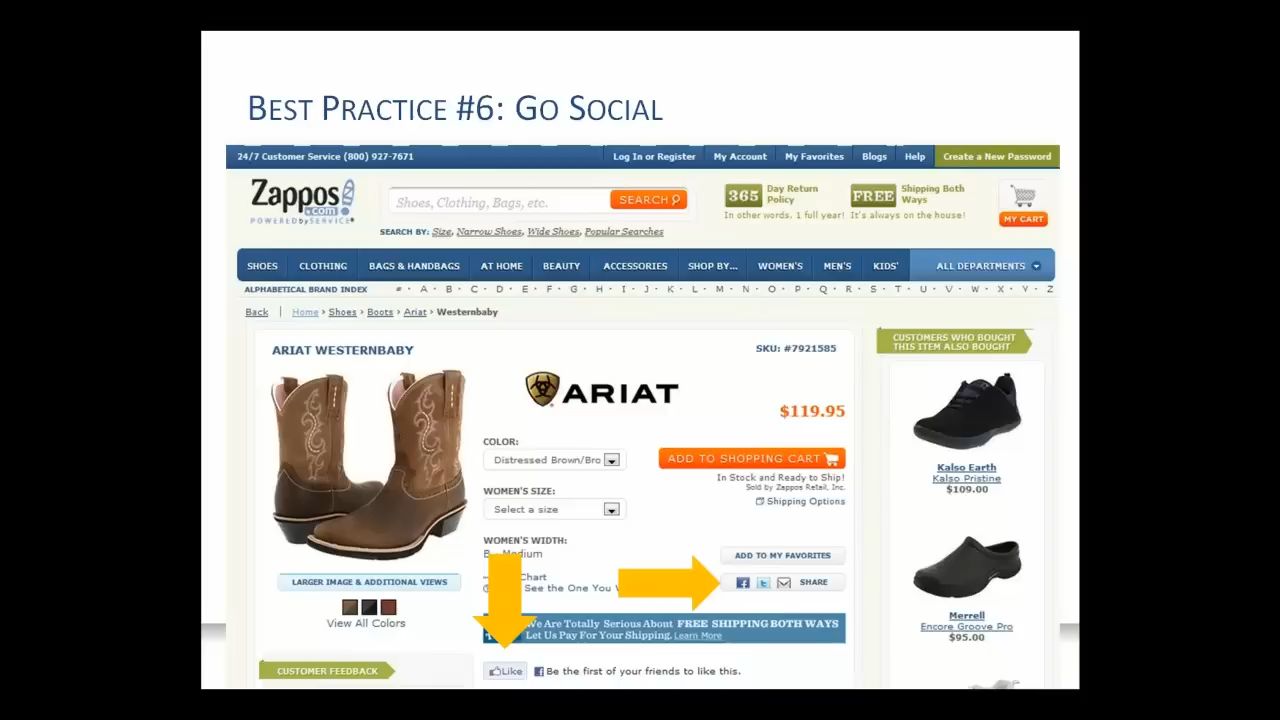 BEST PRACTICE #6: GO SOCIAL
24/7 Customer Service (800) 927-7671
Log In or Register
My Account
My Favorites
Blogs
Help
Create a New Password
Zappos
.com
POWERED by SERVICE
Shoes, Clothing, Bags, etc.
SEARCH
365 Day Return Policy
In other words, 1 full year!
FREE Shipping Both Ways
It's always on the house!
MY CART
SEARCH BY: Size, Narrow Shoes, Wide Shoes, Popular Searches
SHOES CLOTHING BAGS & HANDBAGS AT HOME BEAUTY ACCESSORIES SHOP BY... WOMEN'S MEN'S KIDS' ALL DEPARTMENTS
ALPHABETICAL BRAND INDEX # · A · B · C · D · E · F · G · H · I · J · K · L · M · N · O · P · Q · R · S · T · U · V · W · X · Y · Z
Back | Home › Shoes › Boots › Ariat › Westernbaby
ARIAT WESTERNBABY
SKU: #7921585
ARIAT
$119.95
COLOR:
Distressed Brown/Bro
WOMEN'S SIZE:
Select a size
WOMEN'S WIDTH:
B - Medium
Chart
See the One You
ADD TO SHOPPING CART
In Stock and Ready to Ship!
Sold by Zappos Retail, Inc.
Shipping Options
ADD TO MY FAVORITES
SHARE
LARGER IMAGE & ADDITIONAL VIEWS
View All Colors
We Are Totally Serious About FREE SHIPPING BOTH WAYS
Let Us Pay For Your Shipping. Learn More
CUSTOMER FEEDBACK
Like
Be the first of your friends to like this.
CUSTOMERS WHO BOUGHT
THIS ITEM ALSO BOUGHT
Kalso Earth
Kalso Pristine
$109.00
Merrell
Encore Groove Pro
$95.00